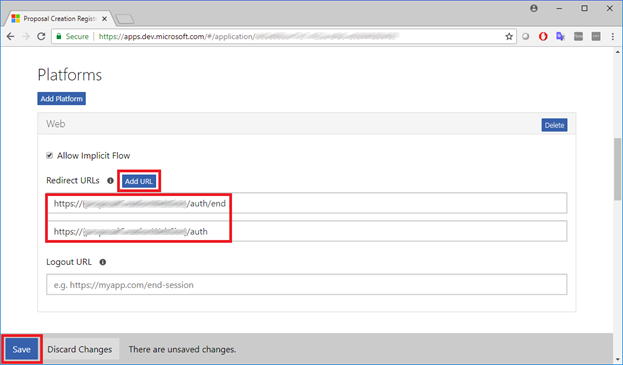 Proposal Creation Registr
Secure
https://apps.dev.microsoft.com/#/application/
Platforms
Add Platform
Web
Delete
Allow Implicit Flow
Redirect URLs
Add URL
https:// /auth/end
https:// /auth
Logout URL
e.g. https://myapp.com/end-session
Save
Discard Changes
There are unsaved changes.